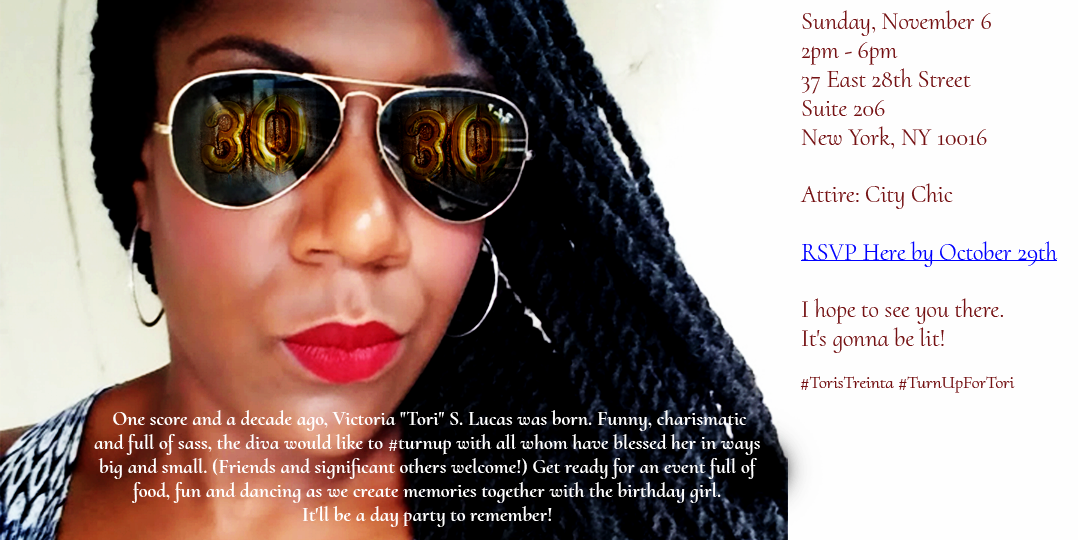 30 30
One score and a decade ago, Victoria "Tori" S. Lucas was born. Funny, charismatic
and full of sass, the diva would like to #turnup with all whom have blessed her in ways
big and small. (Friends and significant others welcome!) Get ready for an event full of
food, fun and dancing as we create memories together with the birthday girl.
It'll be a day party to remember!
Sunday, November 6
2pm - 6pm
37 East 28th Street
Suite 206
New York, NY 10016
Attire: City Chic
RSVP Here by October 29th
I hope to see you there.
It's gonna be lit!
#TorisTreinta #TurnUpForTori